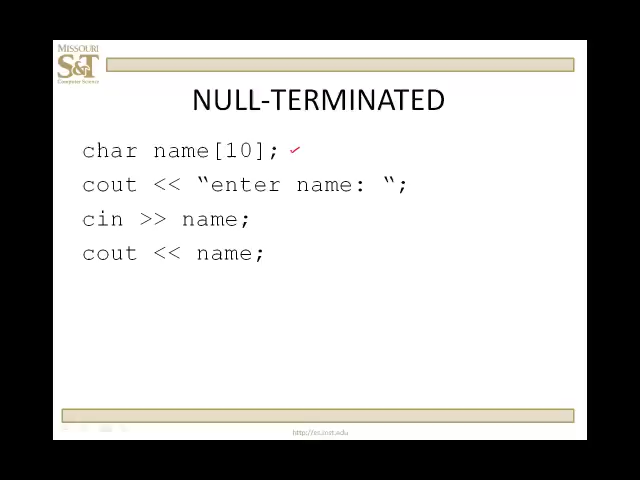 MISSOURI
S&T
Computer Science
NULL-TERMINATED
char name[10];
cout << “enter name: “;
cin >> name;
cout << name;
http://cs.mst.edu